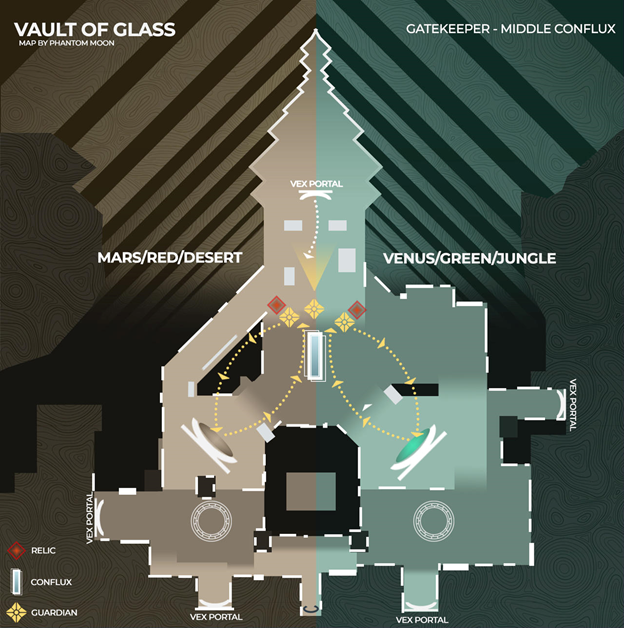 VAULT OF GLASS
MAP BY PHANTOM MOON
GATEKEEPER - MIDDLE CONFLUX
VEX PORTAL
MARS/RED/DESERT
VENUS/GREEN/JUNGLE
VEX PORTAL
VEX PORTAL
RELIC
CONFLUX
GUARDIAN
VEX PORTAL
C
VEX PORTAL